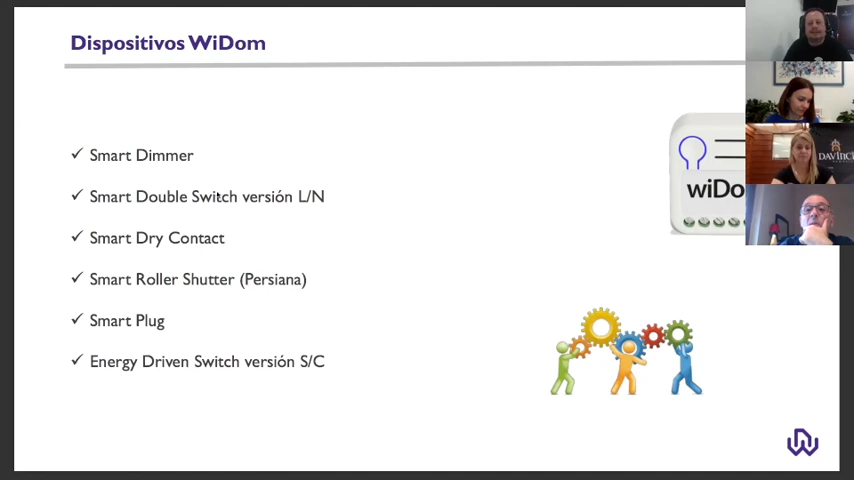 Dispositivos WiDom
✓ Smart Dimmer
✓ Smart Double Switch versión L/N
✓ Smart Dry Contact
✓ Smart Roller Shutter (Persiana)
✓ Smart Plug
✓ Energy Driven Switch versión S/C
wiDo
DAVINCI